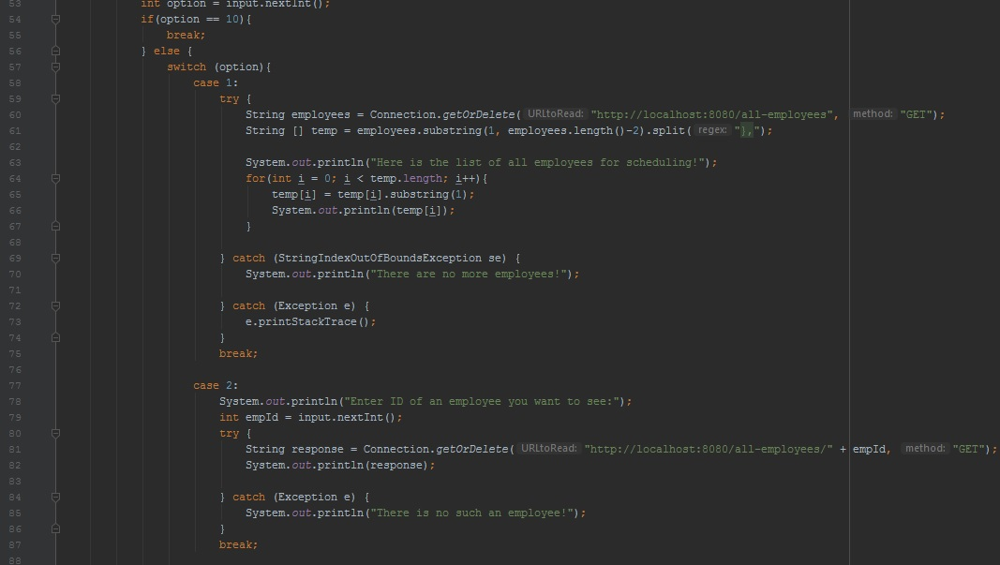 53 int option = input.nextInt();
54 if(option == 10){
55 break;
56 } else {
57 switch (option){
58 case 1:
59 try {
60 String employees = Connection.getOrDelete( URLtoRead: "http://localhost:8080/all-employees", method: "GET");
61 String [] temp = employees.substring(1, employees.length()-2).split( regex: "},");
62
63 System.out.println("Here is the list of all employees for scheduling!");
64 for(int i = 0; i < temp.length; i++){
65 temp[i] = temp[i].substring(1);
66 System.out.println(temp[i]);
67 }
68
69 } catch (StringIndexOutOfBoundsException se) {
70 System.out.println("There are no more employees!");
71
72 } catch (Exception e) {
73 e.printStackTrace();
74 }
75 break;
76
77 case 2:
78 System.out.println("Enter ID of an employee you want to see:");
79 int empId = input.nextInt();
80 try {
81 String response = Connection.getOrDelete( URLtoRead: "http://localhost:8080/all-employees/" + empId, method: "GET");
82 System.out.println(response);
83
84 } catch (Exception e) {
85 System.out.println("There is no such an employee!");
86 }
87 break;
88